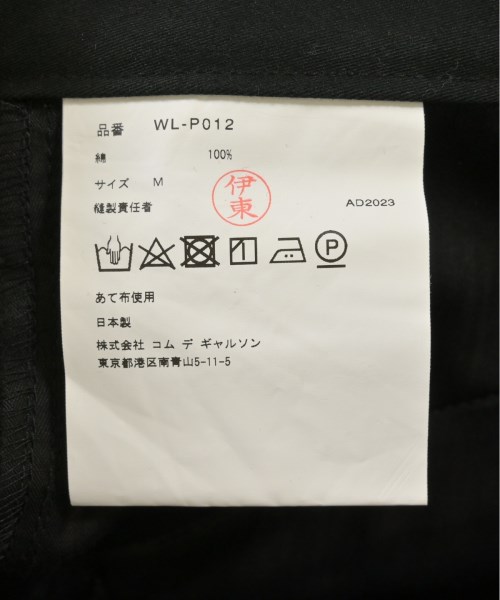 品番 WL-P012
綿 100%
サイズ M
縫製責任者 伊東 AD2023
P
あて布使用
日本製
株式会社 コム デ ギャルソン
東京都港区南青山5-11-5